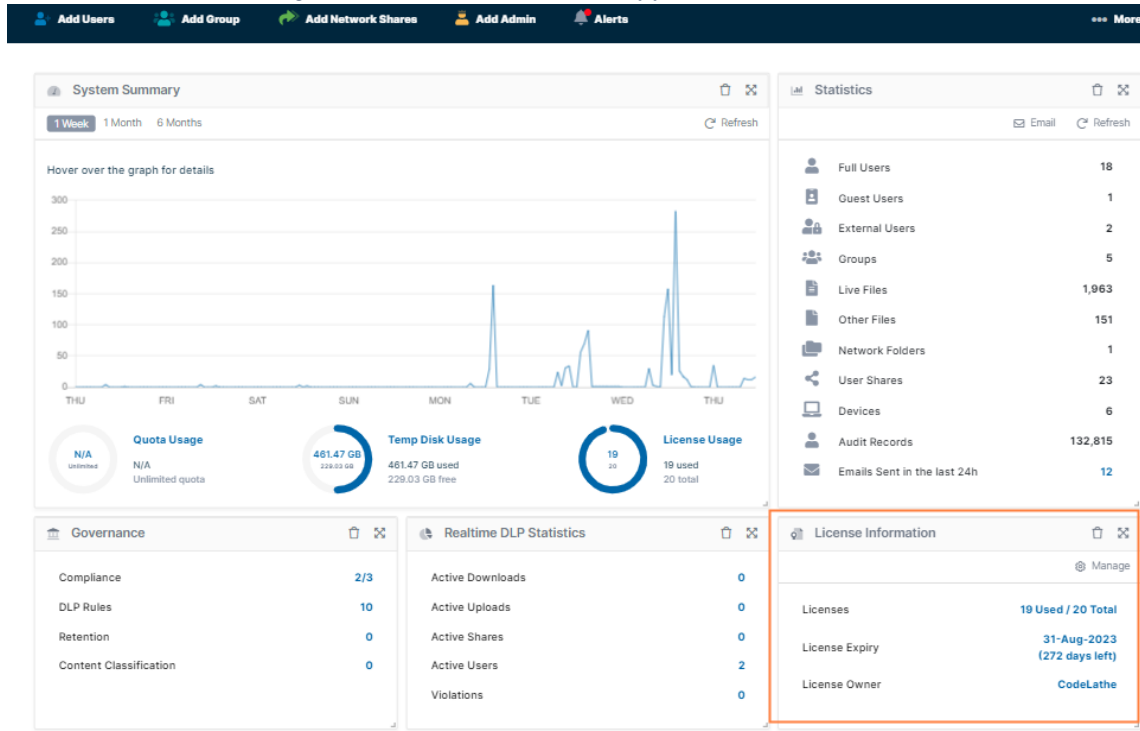 Add Users
Add Group
Add Network Shares
Add Admin
Alerts
More
System Summary
1 Week 1 Month 6 Months
Refresh
Hover over the graph for details
300
250
200
150
100
50
0
THU FRI SAT SUN MON TUE WED THU
N/A
Unlimited
Quota Usage
N/A
Unlimited quota
461.47 GB
229.03 GB
Temp Disk Usage
461.47 GB used
229.03 GB free
19
20
License Usage
19 used
20 total
Statistics
Email Refresh
Full Users 18
Guest Users 1
External Users 2
Groups 5
Live Files 1,963
Other Files 151
Network Folders 1
User Shares 23
Devices 6
Audit Records 132,815
Emails Sent in the last 24h 12
Governance
Compliance 2/3
DLP Rules 10
Retention 0
Content Classification 0
Realtime DLP Statistics
Active Downloads 0
Active Uploads 0
Active Shares 0
Active Users 2
Violations 0
License Information
Manage
Licenses 19 Used / 20 Total
License Expiry 31-Aug-2023
(272 days left)
License Owner CodeLathe